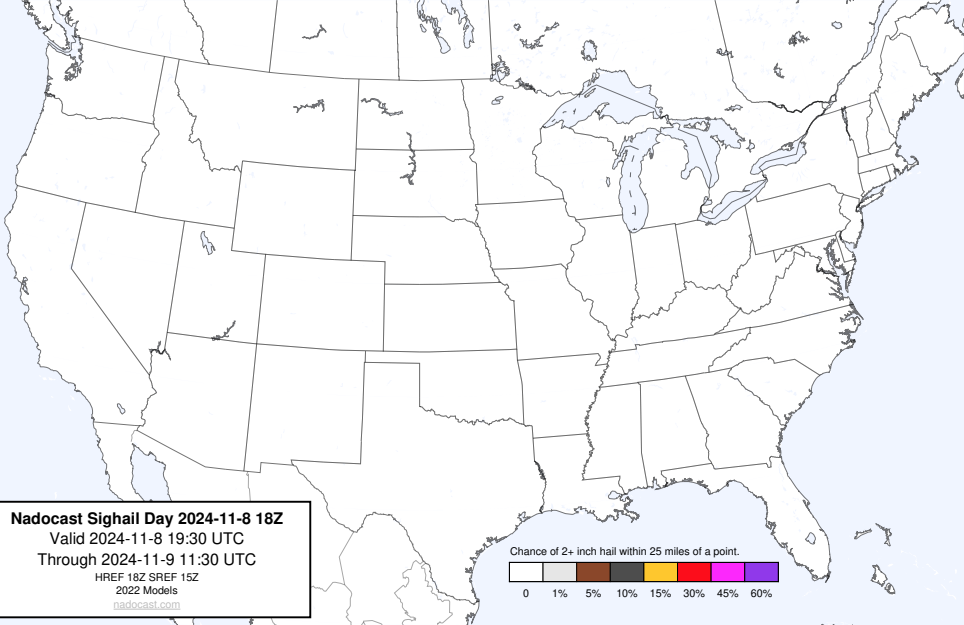 Nadocast Sighail Day 2024-11-8 18Z
Valid 2024-11-8 19:30 UTC
Through 2024-11-9 11:30 UTC
HREF 18Z SREF 15Z
2022 Models
nadocast.com
Chance of 2+ inch hail within 25 miles of a point.
0 1% 5% 10% 15% 30% 45% 60%